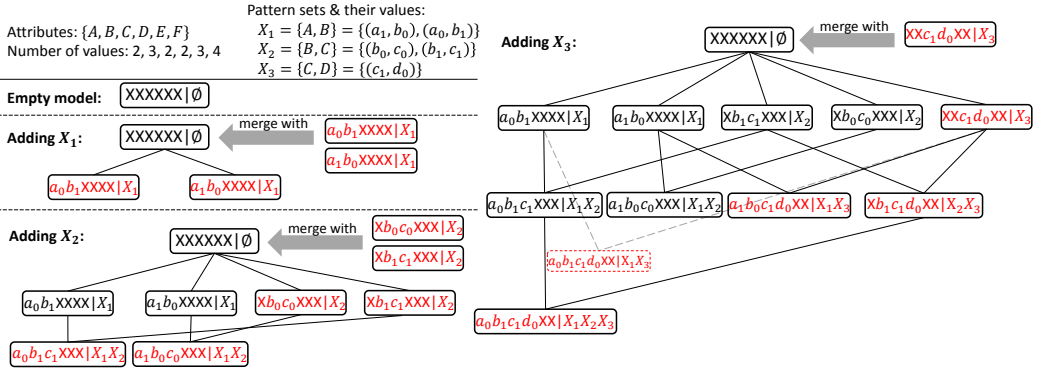 Attributes: {A, B, C, D, E, F}
Number of values: 2, 3, 2, 2, 3, 4
Pattern sets & their values:
X₁ = {A, B} = {(a₁, b₀), (a₀, b₁)}
X₂ = {B, C} = {(b₀, c₀), (b₁, c₁)}
X₃ = {C, D} = {(c₁, d₀)}
Empty model:
XXXXXX|∅
Adding X₁:
XXXXXX|∅
merge with
a₀b₁XXXX|X₁
a₁b₀XXXX|X₁
a₀b₁XXXX|X₁
a₁b₀XXXX|X₁
Adding X₂:
XXXXXX|∅
merge with
Xb₀c₀XXX|X₂
Xb₁c₁XXX|X₂
a₀b₁XXXX|X₁
a₁b₀XXXX|X₁
Xb₀c₀XXX|X₂
Xb₁c₁XXX|X₂
a₀b₁c₁XXX|X₁X₂
a₁b₀c₀XXX|X₁X₂
Adding X₃:
XXXXXX|∅
merge with
XXc₁d₀XX|X₃
a₀b₁XXXX|X₁
a₁b₀XXXX|X₁
Xb₁c₁XXX|X₂
Xb₀c₀XXX|X₂
XXc₁d₀XX|X₃
a₀b₁c₁XXX|X₁X₂
a₁b₀c₀XXX|X₁X₂
a₁b₀c₁d₀XX|X₁X₃
Xb₁c₁d₀XX|X₂X₃
a₀b₁c₁d₀XX|X₁X₃
a₀b₁c₁d₀XX|X₁X₂X₃